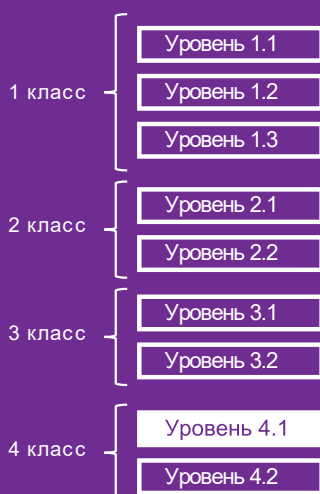 1 класс
Уровень 1.1
Уровень 1.2
Уровень 1.3
2 класс
Уровень 2.1
Уровень 2.2
3 класс
Уровень 3.1
Уровень 3.2
4 класс
Уровень 4.1
Уровень 4.2